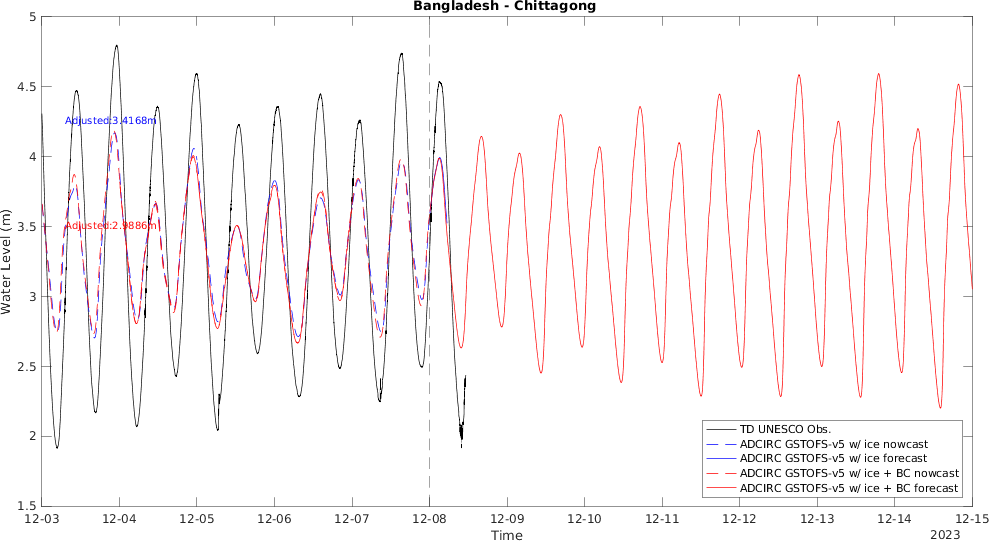 Bangladesh - Chittagong
5
4.5
4
3.5
3
2.5
2
1.5
Water Level (m)
Adjusted:3.4168m
Adjusted:2.9886m
TD UNESCO Obs.
ADCIRC GSTOFS-v5 w/ ice nowcast
ADCIRC GSTOFS-v5 w/ ice forecast
ADCIRC GSTOFS-v5 w/ ice + BC nowcast
ADCIRC GSTOFS-v5 w/ ice + BC forecast
12-03 12-04 12-05 12-06 12-07 12-08 12-09 12-10 12-11 12-12 12-13 12-14 12-15
Time
2023